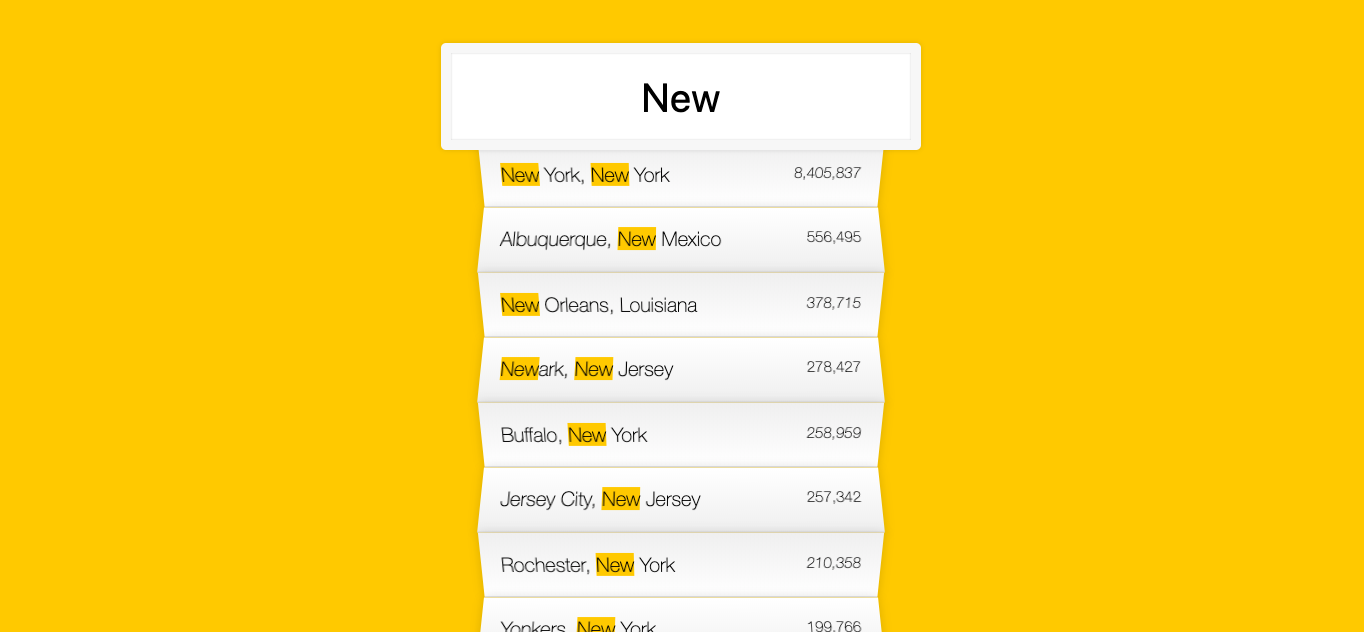 New
New York, New York 8,405,837
Albuquerque, New Mexico 556,495
New Orleans, Louisiana 378,715
Newark, New Jersey 278,427
Buffalo, New York 258,959
Jersey City, New Jersey 257,342
Rochester, New York 210,358
Yonkers, New York 199,766